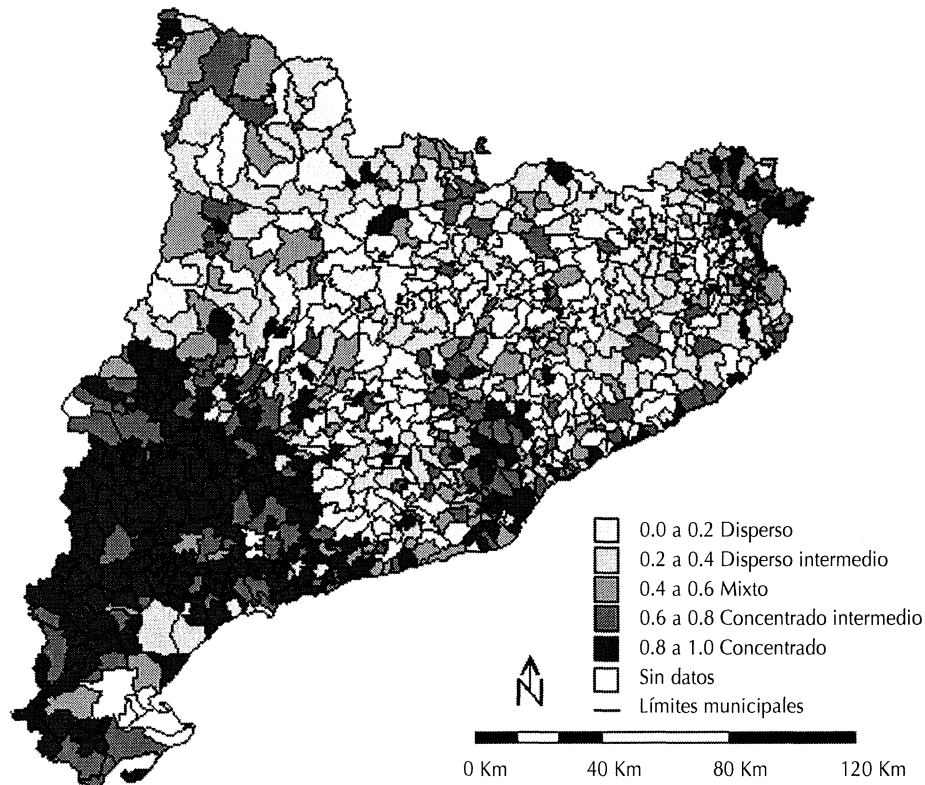 0.0 a 0.2 Disperso
0.2 a 0.4 Disperso intermedio
0.4 a 0.6 Mixto
0.6 a 0.8 Concentrado intermedio
0.8 a 1.0 Concentrado
Sin datos
Límites municipales
N
0 Km 40 Km 80 Km 120 Km